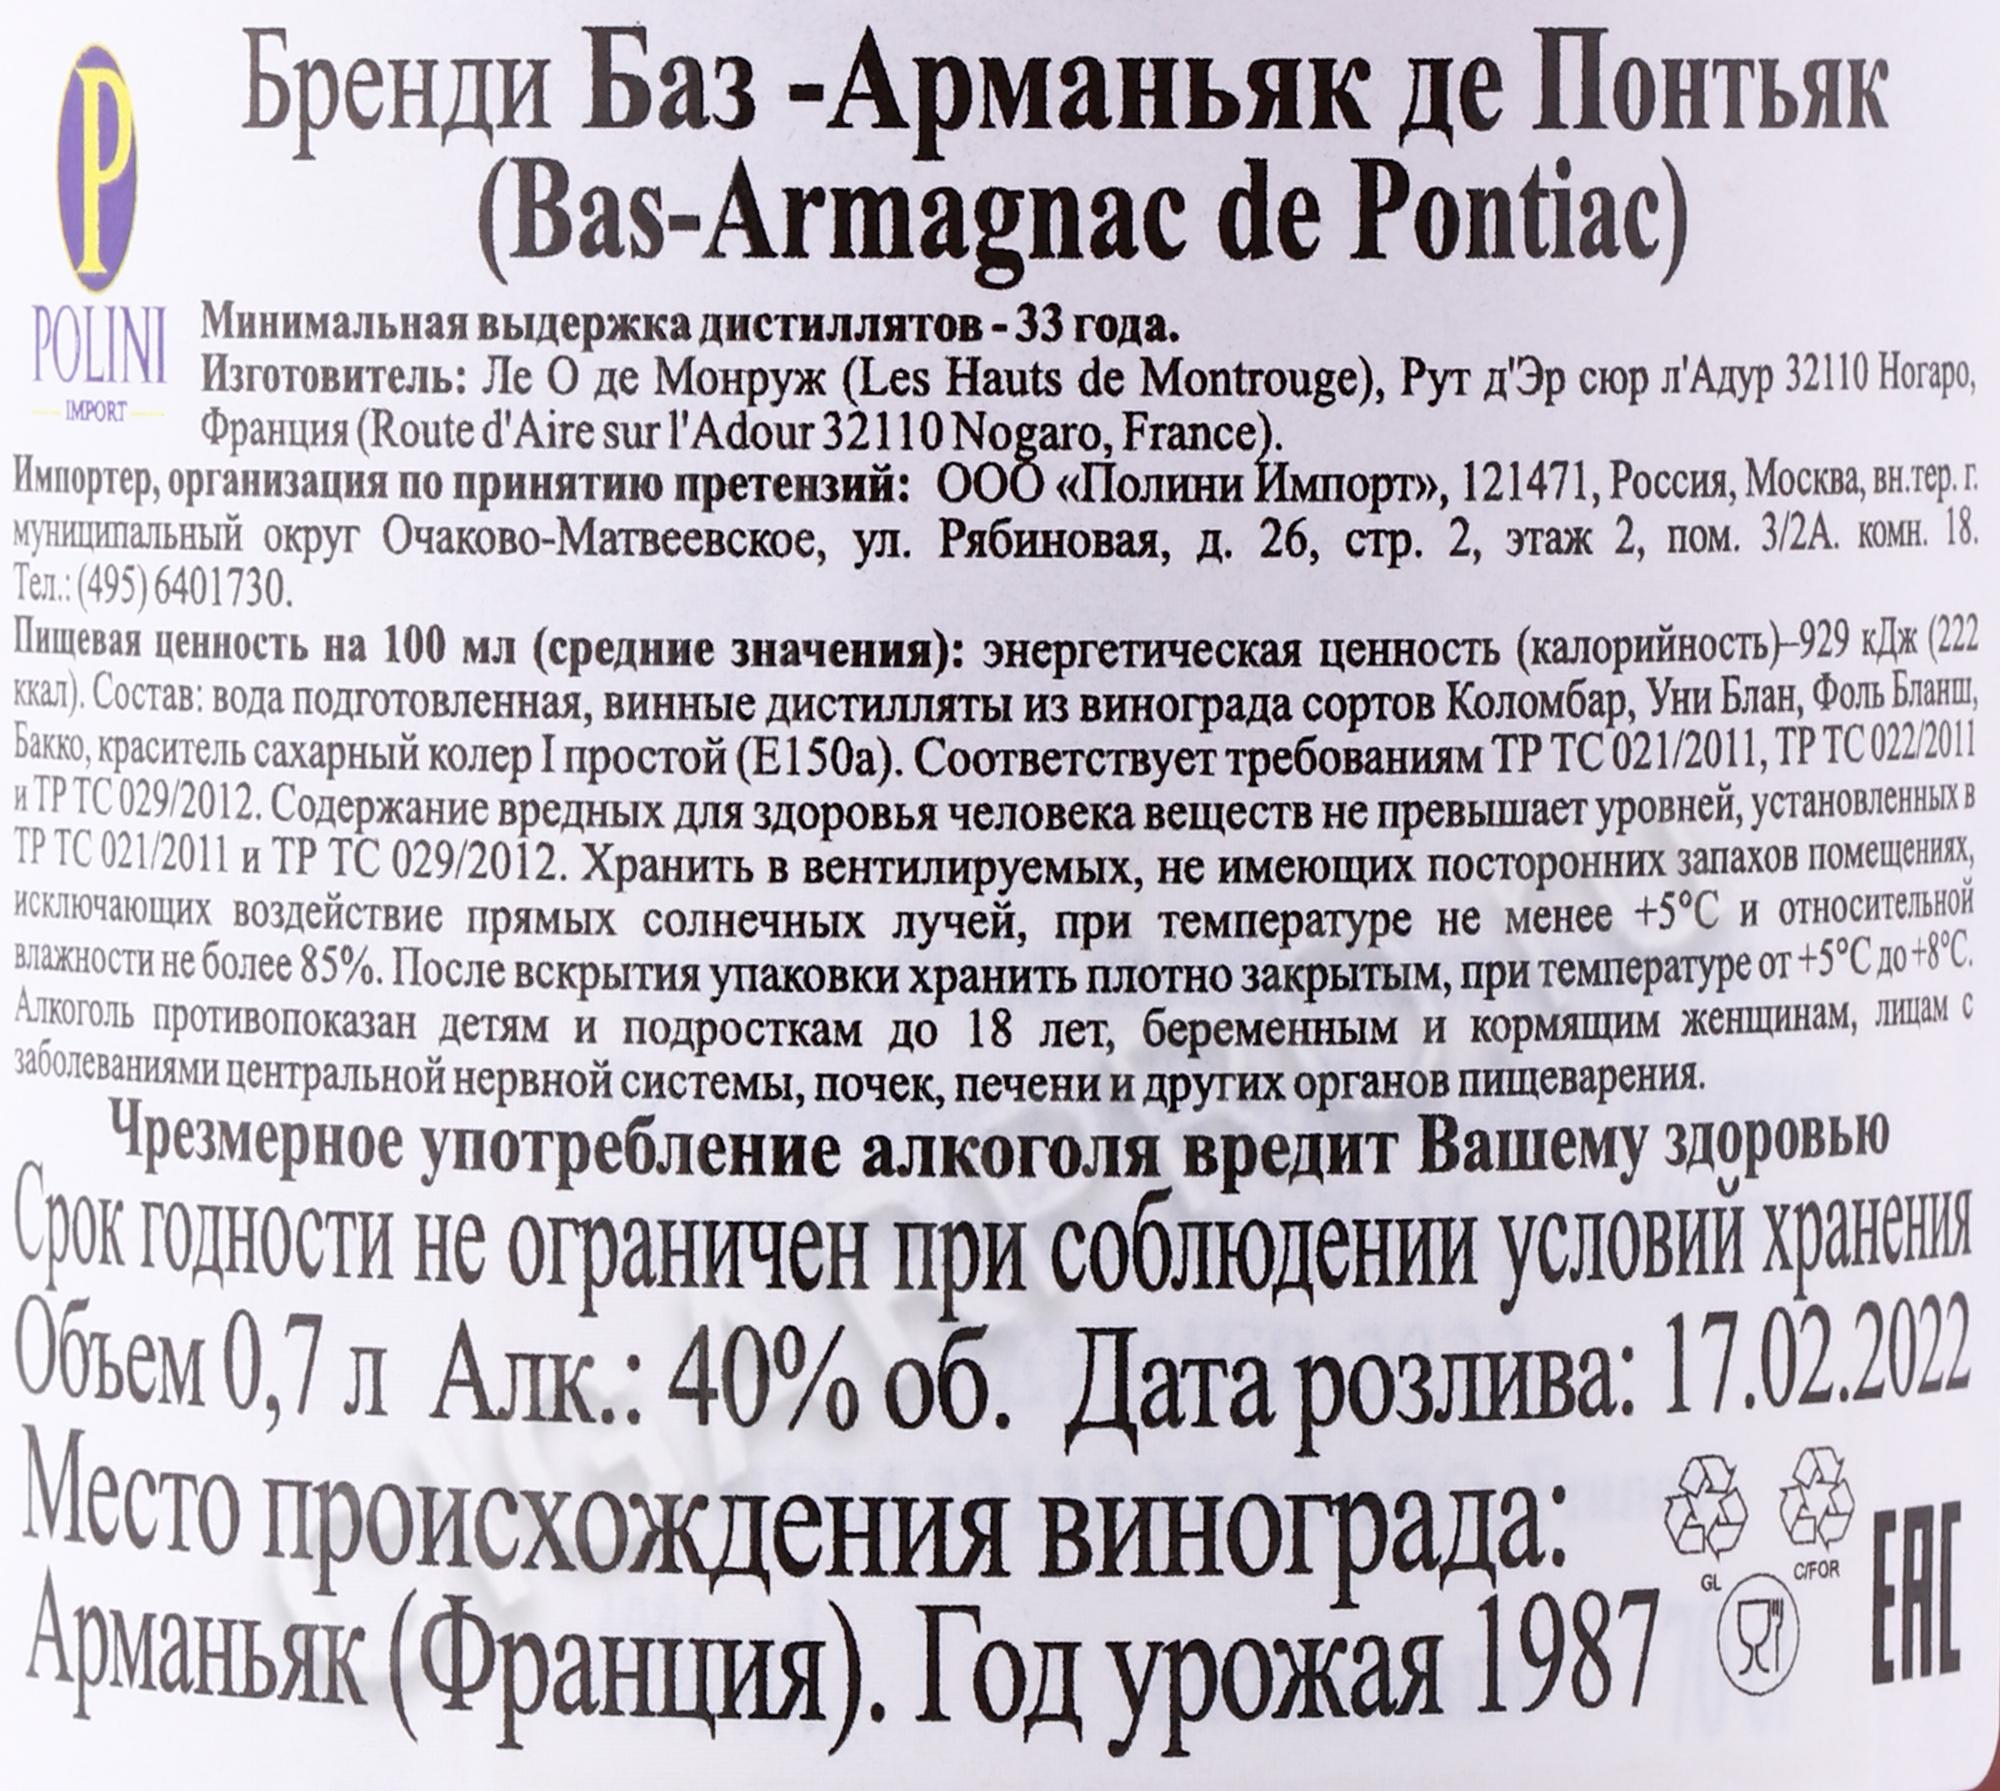 Бренди Баз -Арманьяк де Понтьяк
(Bas-Armagnac de Pontiac)
P
POLINI
IMPORT
Минимальная выдержка дистиллятов - 33 года.
Изготовитель: Ле О де Монруж (Les Hauts de Montrouge), Рут д'Эр сюр л'Адур 32110 Ногаро,
Франция (Route d'Aire sur l'Adour 32110 Nogaro, France).
Импортер, организация по принятию претензий: ООО «Полини Импорт», 121471, Россия, Москва, вн.тер. г.
муниципальный округ Очаково-Матвеевское, ул. Рябиновая, д. 26, стр. 2, этаж 2, пом. 3/2А. комн. 18.
Тел.: (495) 6401730.
Пищевая ценность на 100 мл (средние значения): энергетическая ценность (калорийность)–929 кДж (222
ккал). Состав: вода подготовленная, винные дистилляты из винограда сортов Коломбар, Уни Блан, Фоль Бланш,
Бакко, краситель сахарный колер I простой (Е150а). Соответствует требованиям ТР ТС 021/2011, ТР ТС 022/2011
и ТР ТС 029/2012. Содержание вредных для здоровья человека веществ не превышает уровней, установленных в
ТР ТС 021/2011 и ТР ТС 029/2012. Хранить в вентилируемых, не имеющих посторонних запахов помещениях,
исключающих воздействие прямых солнечных лучей, при температуре не менее +5°С и относительной
влажности не более 85%. После вскрытия упаковки хранить плотно закрытым, при температуре от +5°С до +8°С.
Алкоголь противопоказан детям и подросткам до 18 лет, беременным и кормящим женщинам, лицам с
заболеваниями центральной нервной системы, почек, печени и других органов пищеварения.
Чрезмерное употребление алкоголя вредит Вашему здоровью
Срок годности не ограничен при соблюдении условий хранения
Объем 0,7 л Алк.: 40% об. Дата розлива: 17.02.2022
Место происхождения винограда:
Арманьяк (Франция). Год урожая 1987
GL
C/FOR
EAC
CIGARPRO.ru